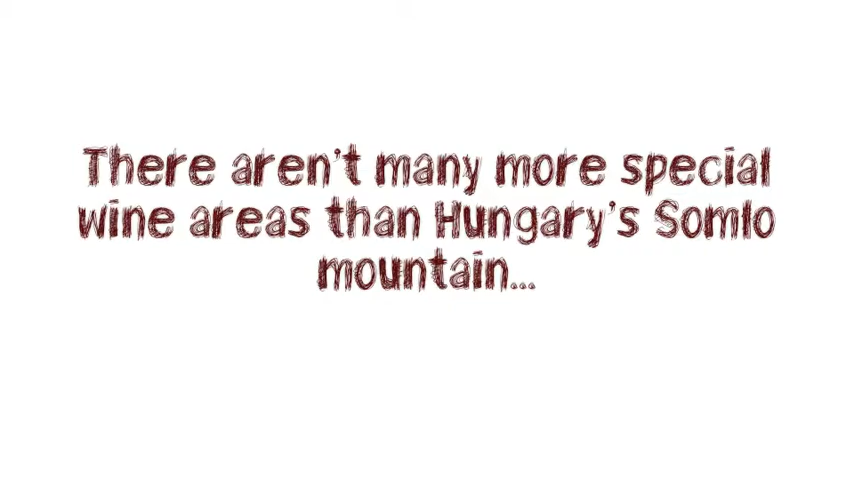 There aren't many more special
wine areas than Hungary's Somlo
mountain...